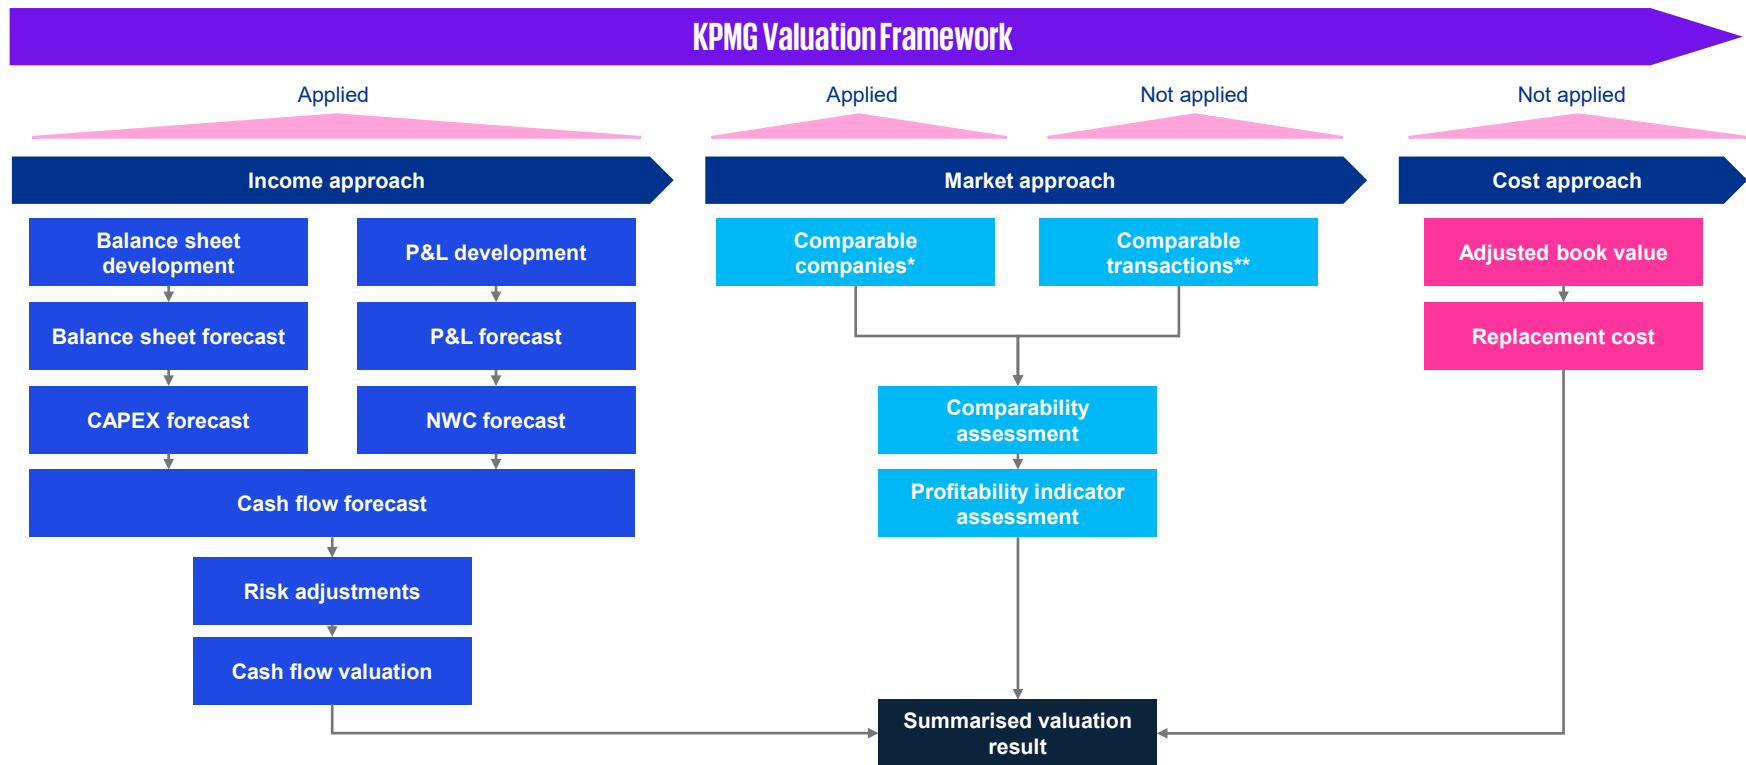 KPMG Valuation Framework
Applied
Applied
Not applied
Not applied
Income approach
Market approach
Cost approach
Balance sheet
development
P&L development
Comparable
companies*
Comparable
transactions**
Adjusted book value
Balance sheet forecast
P&L forecast
Replacement cost
CAPEX forecast
NWC forecast
Comparability
assessment
Cash flow forecast
Profitability indicator
assessment
Risk adjustments
Cash flow valuation
Summarised valuation
result